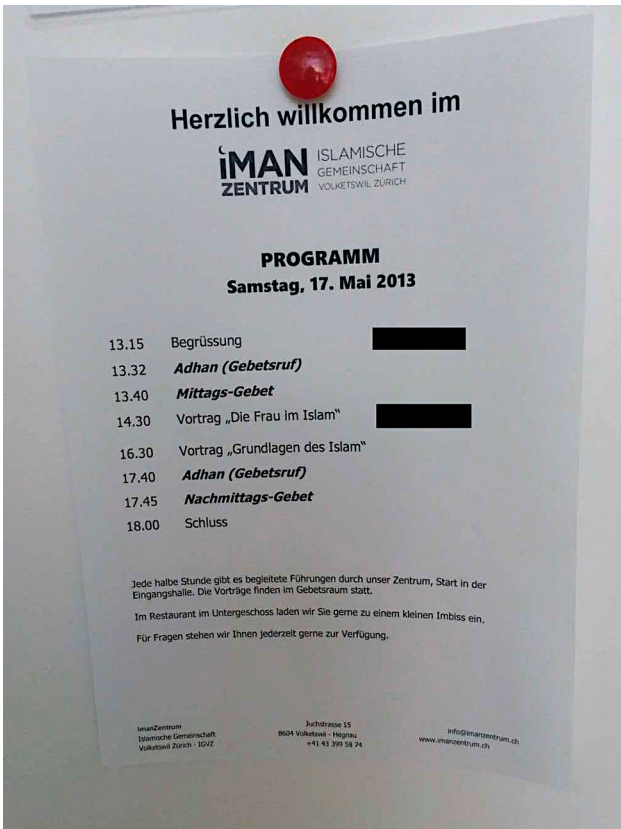 Herzlich willkommen im
iMAN ZENTRUM
ISLAMISCHE
GEMEINSCHAFT
VOLKETSWIL ZÜRICH
PROGRAMM
Samstag, 17. Mai 2013
13.15 Begrüssung
13.32 Adhan (Gebetsruf)
13.40 Mittags-Gebet
14.30 Vortrag „Die Frau im Islam“
16.30 Vortrag „Grundlagen des Islam“
17.40 Adhan (Gebetsruf)
17.45 Nachmittags-Gebet
18.00 Schluss
Jede halbe Stunde gibt es begleitete Führungen durch unser Zentrum, Start in der
Eingangshalle. Die Vorträge finden im Gebetsraum statt.
Im Restaurant im Untergeschoss laden wir Sie gerne zu einem kleinen Imbiss ein.
Für Fragen stehen wir Ihnen jederzeit gerne zur Verfügung.
ImanZentrum
Islamische Gemeinschaft
Volketswil Zürich - IGVZ
Juchstrasse 15
8604 Volketswil - Hegnau
+41 43 399 58 74
info@imanzentrum.ch
www.imanzentrum.ch